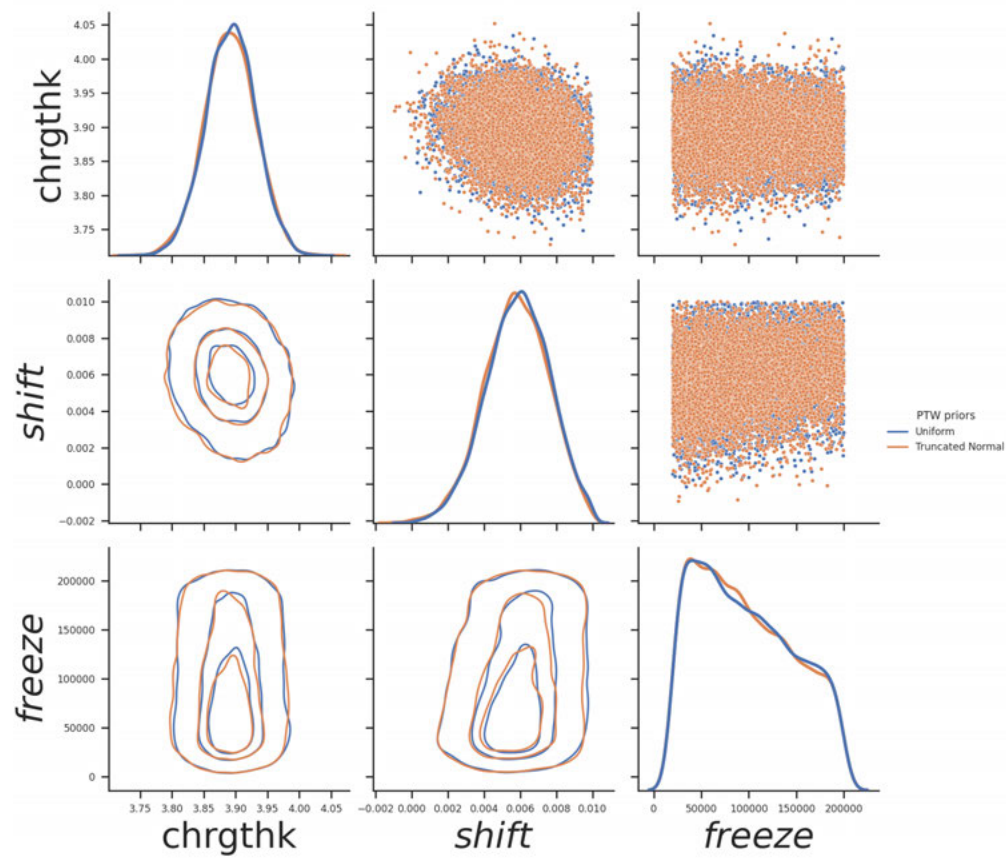 4.05
4.00
3.95
3.90
3.85
3.80
3.75
chrgthk
0.010
0.008
0.006
0.004
0.002
0.000
−0.002
shift
PTW priors
Uniform
Truncated Normal
200000
150000
100000
50000
0
freeze
3.75 3.80 3.85 3.90 3.95 4.00 4.05
−0.002 0.000 0.002 0.004 0.006 0.008 0.010
0 50000 100000 150000 200000
chrgthk shift freeze